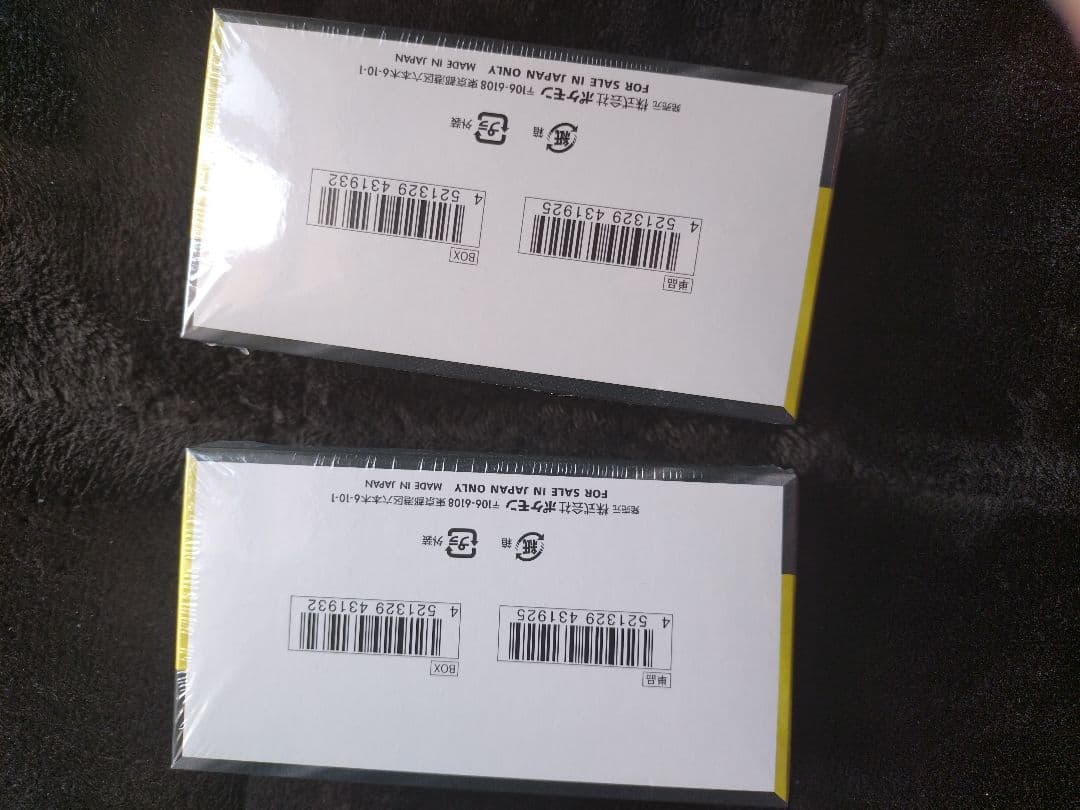 単品
BOX
4 521329 431925
4 521329 431932
紙
箱
プラ
外装
発売元 株式会社ポケモン 〒106-6108 東京都港区六本木6-10-1
FOR SALE IN JAPAN ONLY MADE IN JAPAN
単品
BOX
4 521329 431925
4 521329 431932
紙
箱
プラ
外装
発売元 株式会社ポケモン 〒106-6108 東京都港区六本木6-10-1
FOR SALE IN JAPAN ONLY MADE IN JAPAN